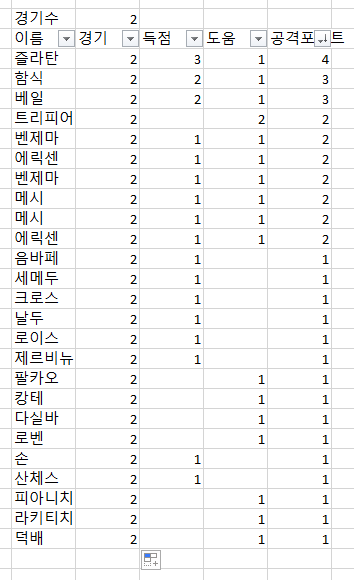 경기수 2
이름 경기 득점 도움 공격포 트
즐라탄 2 3 1 4
함식 2 2 1 3
베일 2 2 1 3
트리피어 2 2 2
벤제마 2 1 1 2
에릭센 2 1 1 2
벤제마 2 1 1 2
메시 2 1 1 2
메시 2 1 1 2
에릭센 2 1 1 2
음바페 2 1 1
세메두 2 1 1
크로스 2 1 1
날두 2 1 1
로이스 2 1 1
제르비뉴 2 1 1
팔카오 2 1 1
캉테 2 1 1
다실바 2 1 1
로벤 2 1 1
손 2 1 1
산체스 2 1 1
피아니치 2 1 1
라키티치 2 1 1
덕배 2 1 1